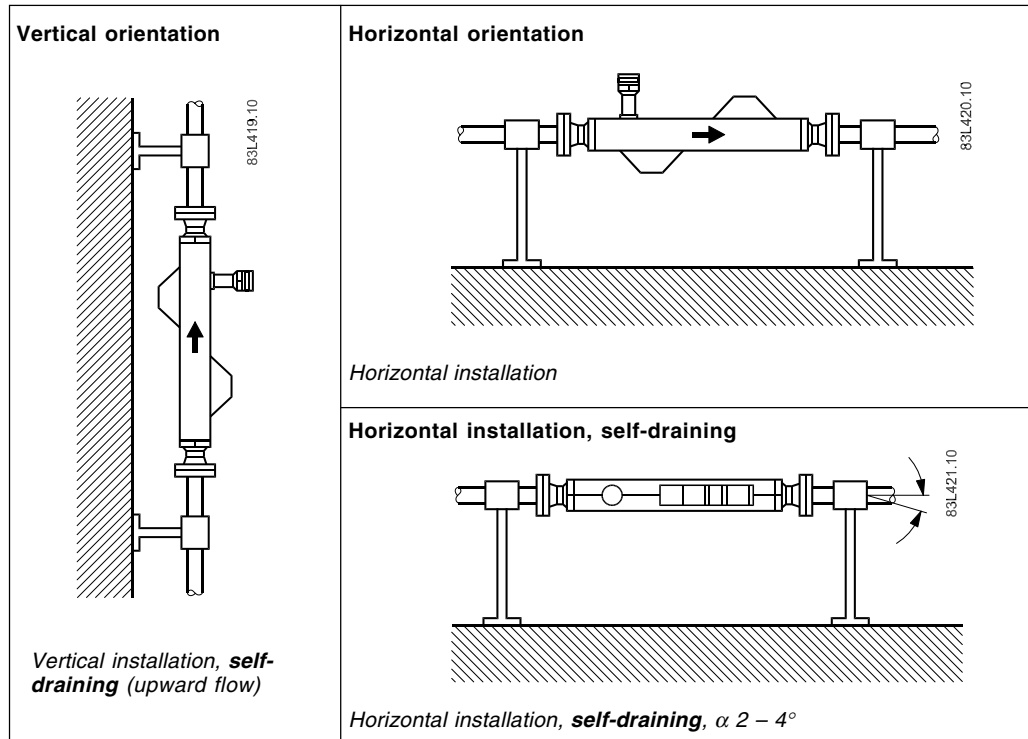 Vertical orientation
83L419.10
Vertical installation, self-
draining (upward flow)
Horizontal orientation
83L420.10
Horizontal installation
Horizontal installation, self-draining
83L421.10
Horizontal installation, self-draining, α 2 – 4°